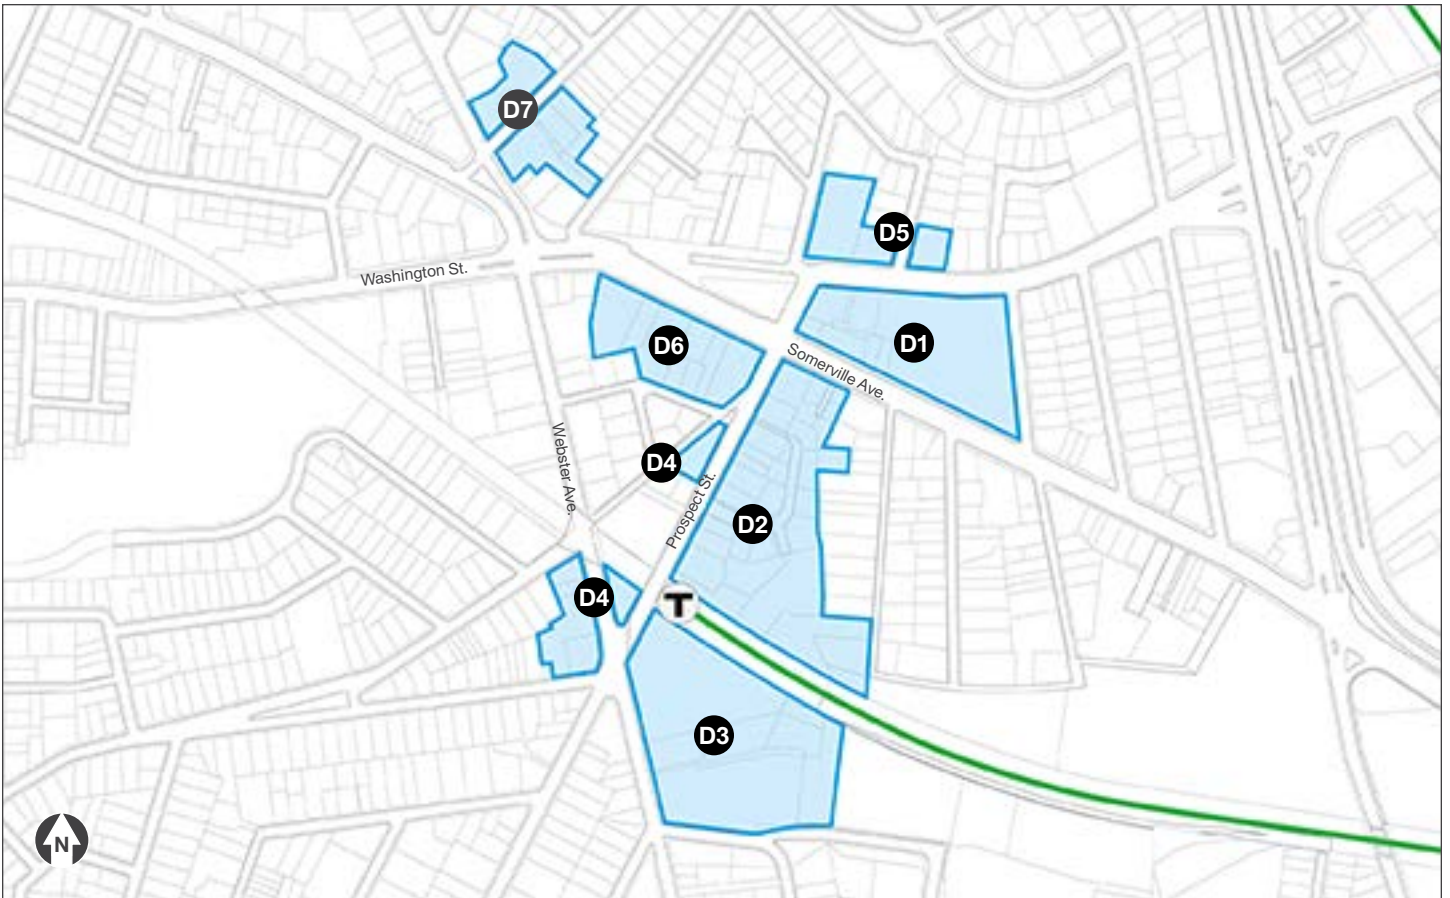 D7
D5
Washington St.
D6
D1
Somerville Ave.
Webster Ave.
D4
Prospect St.
D2
D4
T
D3
N